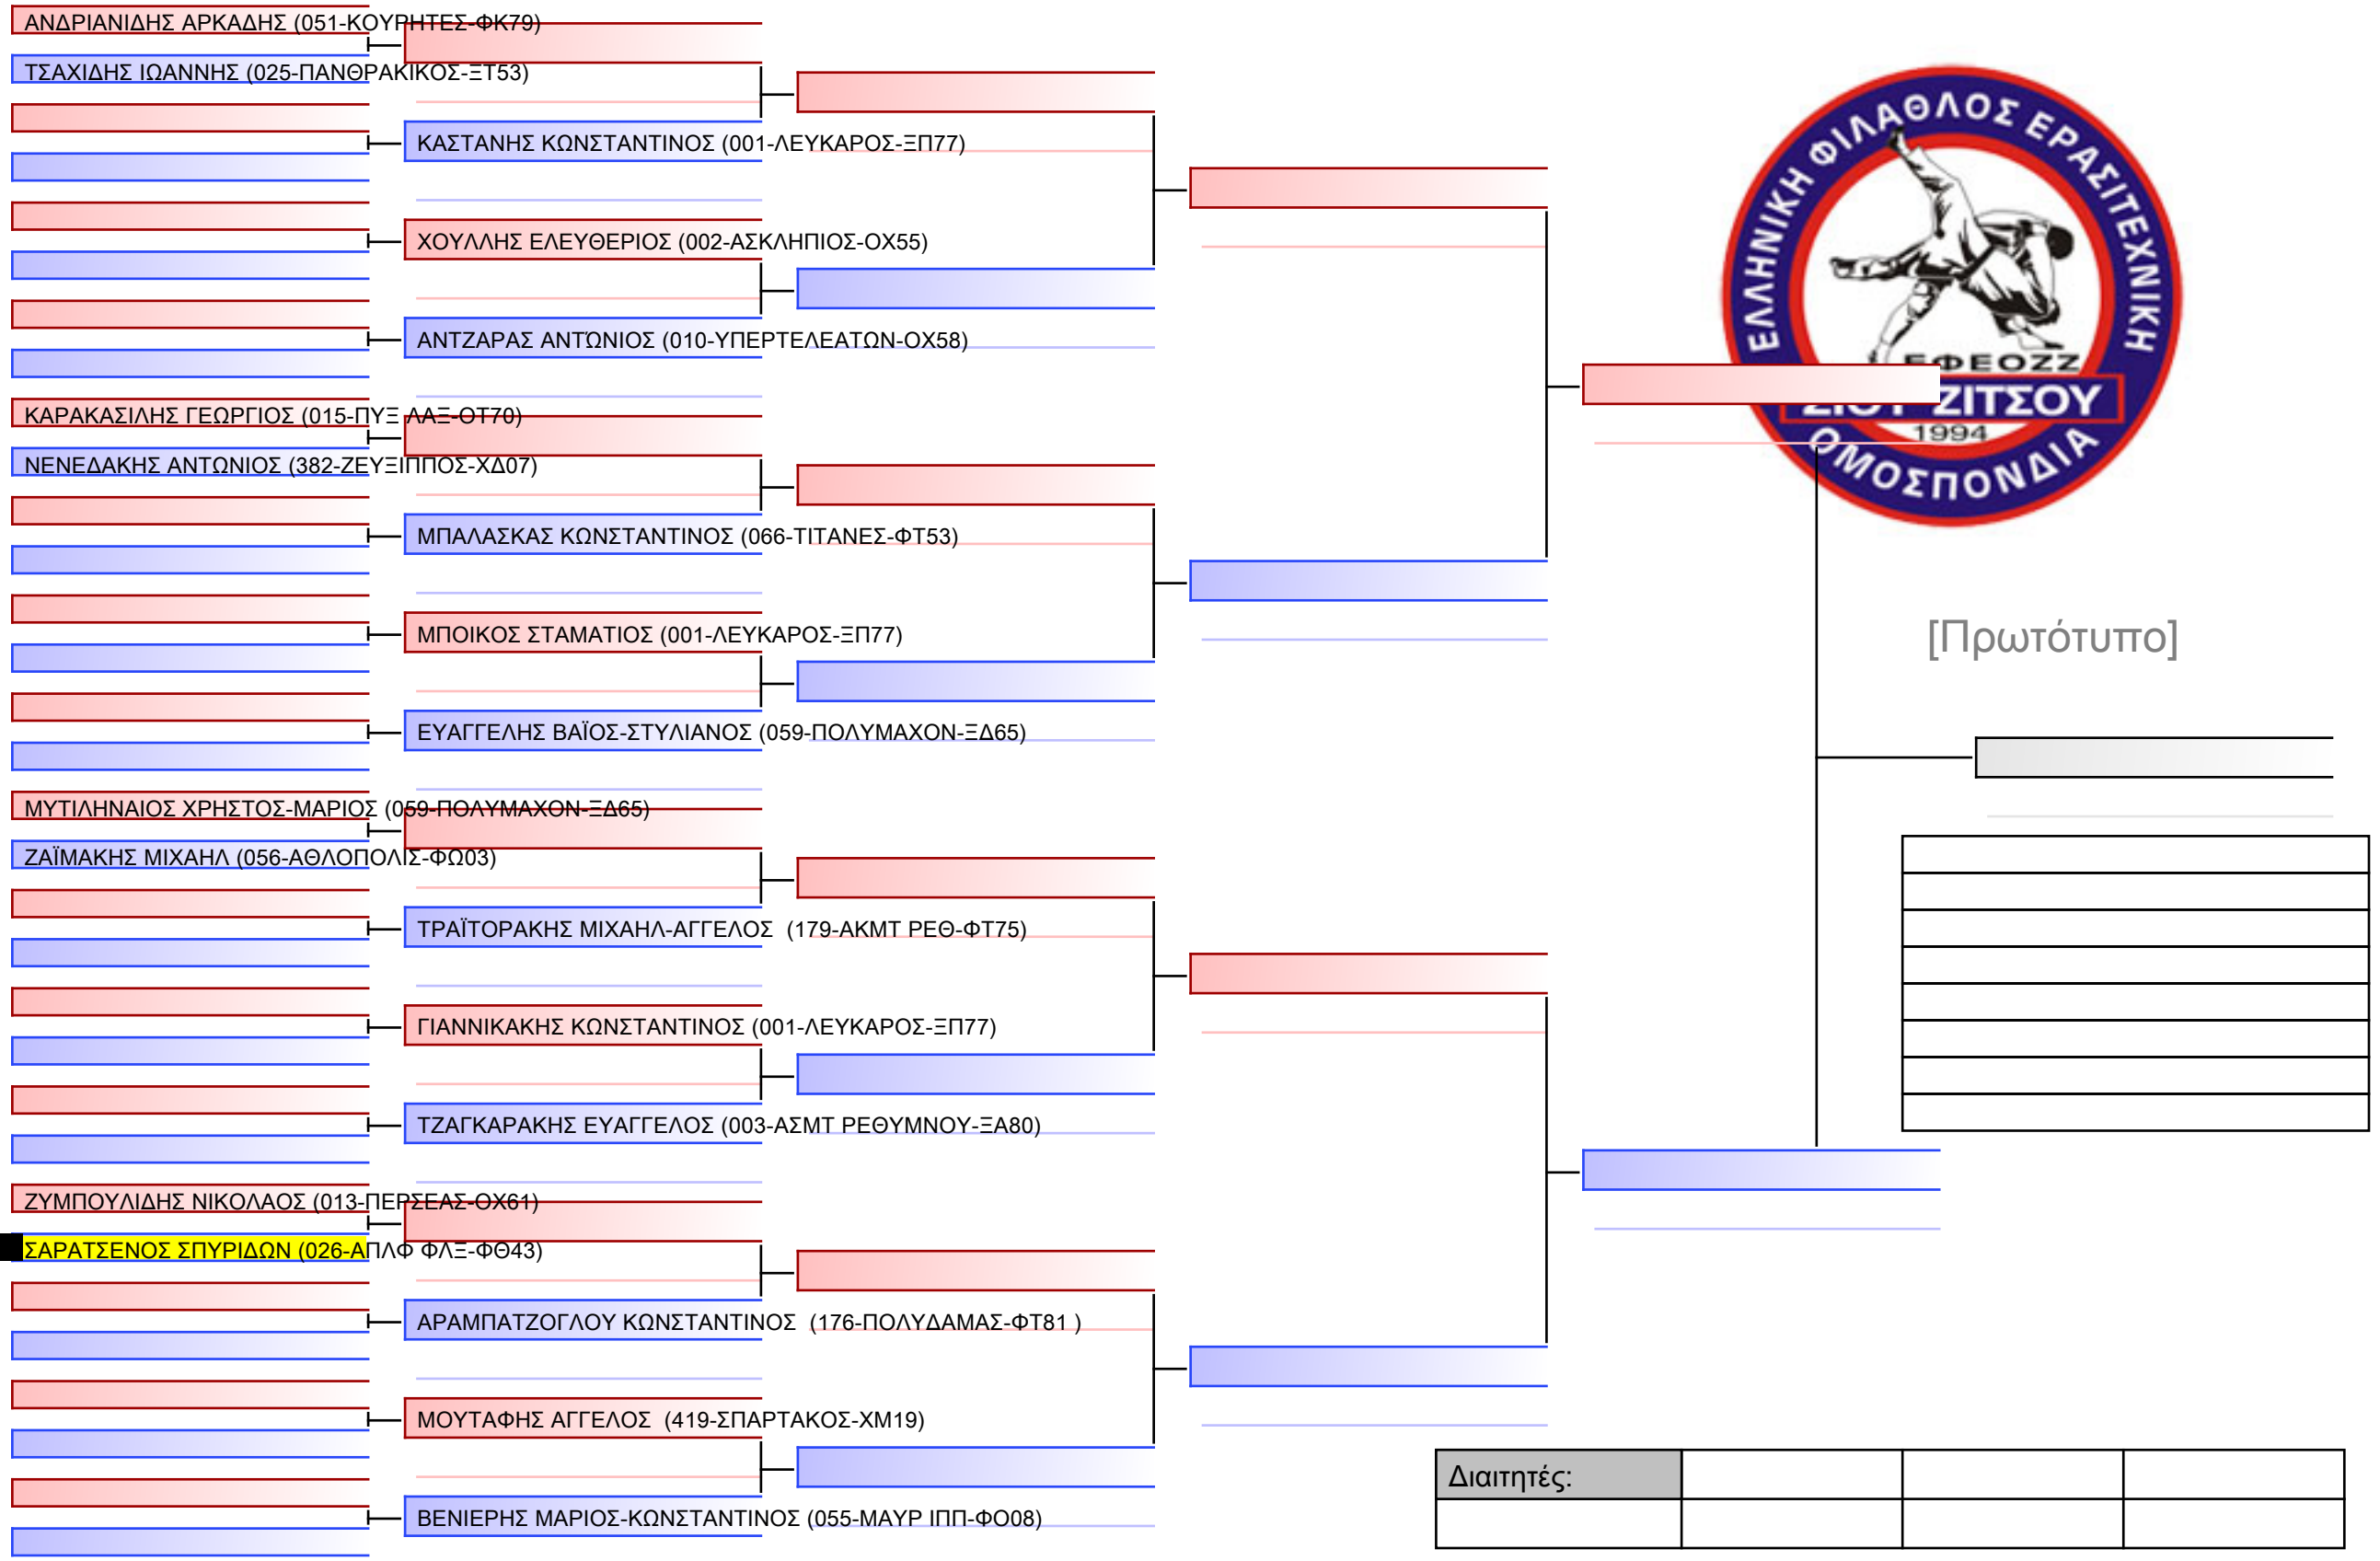 ΑΝΔΡΙΑΝΙΔΗΣ ΑΡΚΑΔΗΣ (051-ΚΟΥΡΗΤΕΣ-ΦΚ79)
ΤΣΑΧΙΔΗΣ ΙΩΑΝΝΗΣ (025-ΠΑΝΘΡΑΚΙΚΟΣ-ΞΤ53)
ΚΑΣΤΑΝΗΣ ΚΩΝΣΤΑΝΤΙΝΟΣ (001-ΛΕΥΚΑΡΟΣ-ΞΠ77)
ΧΟΥΛΛΗΣ ΕΛΕΥΘΕΡΙΟΣ (002-ΑΣΚΛΗΠΙΟΣ-ΟΧ55)
ΑΝΤΖΑΡΑΣ ΑΝΤΏΝΙΟΣ (010-ΥΠΕΡΤΕΛΕΑΤΩΝ-ΟΧ58)
ΚΑΡΑΚΑΣΙΛΗΣ ΓΕΩΡΓΙΟΣ (015-ΠΥΞ ΛΑΞ-ΟΤ70)
ΝΕΝΕΔΑΚΗΣ ΑΝΤΩΝΙΟΣ (382-ΖΕΥΞΙΠΠΟΣ-ΧΔ07)
ΜΠΑΛΑΣΚΑΣ ΚΩΝΣΤΑΝΤΙΝΟΣ (066-ΤΙΤΑΝΕΣ-ΦΤ53)
ΜΠΟΙΚΟΣ ΣΤΑΜΑΤΙΟΣ (001-ΛΕΥΚΑΡΟΣ-ΞΠ77)
ΕΥΑΓΓΕΛΗΣ ΒΑΪΟΣ-ΣΤΥΛΙΑΝΟΣ (059-ΠΟΛΥΜΑΧΟΝ-ΞΔ65)
ΜΥΤΙΛΗΝΑΙΟΣ ΧΡΗΣΤΟΣ-ΜΑΡΙΟΣ (059-ΠΟΛΥΜΑΧΟΝ-ΞΔ65)
ΖΑΪΜΑΚΗΣ ΜΙΧΑΗΛ (056-ΑΘΛΟΠΟΛΙΣ-ΦΩ03)
ΤΡΑΪΤΟΡΑΚΗΣ ΜΙΧΑΗΛ-ΑΓΓΕΛΟΣ (179-ΑΚΜΤ ΡΕΘ-ΦΤ75)
ΓΙΑΝΝΙΚΑΚΗΣ ΚΩΝΣΤΑΝΤΙΝΟΣ (001-ΛΕΥΚΑΡΟΣ-ΞΠ77)
ΤΖΑΓΚΑΡΑΚΗΣ ΕΥΑΓΓΕΛΟΣ (003-ΑΣΜΤ ΡΕΘΥΜΝΟΥ-ΞΑ80)
ΖΥΜΠΟΥΛΙΔΗΣ ΝΙΚΟΛΑΟΣ (013-ΠΕΡΣΕΑΣ-ΟΧ61)
ΣΑΡΑΤΣΕΝΟΣ ΣΠΥΡΙΔΩΝ (026-ΑΠΛΦ ΦΛΞ-ΦΘ43)
ΑΡΑΜΠΑΤΖΟΓΛΟΥ ΚΩΝΣΤΑΝΤΙΝΟΣ (176-ΠΟΛΥΔΑΜΑΣ-ΦΤ81 )
ΜΟΥΤΑΦΗΣ ΑΓΓΕΛΟΣ (419-ΣΠΑΡΤΑΚΟΣ-ΧΜ19)
ΒΕΝΙΕΡΗΣ ΜΑΡΙΟΣ-ΚΩΝΣΤΑΝΤΙΝΟΣ (055-ΜΑΥΡ ΙΠΠ-ΦΟ08)
ΕΛΛΗΝΙΚΗ ΦΙΛΑΘΛΟΣ ΕΡΑΣΙΤΕΧΝΙΚΗ
ΕΦΕΟΖΖ
ΖΙΟΥ ΖΙΤΣΟΥ
1994
ΟΜΟΣΠΟΝΔΙΑ
[Πρωτότυπο]
Διαιτητές: